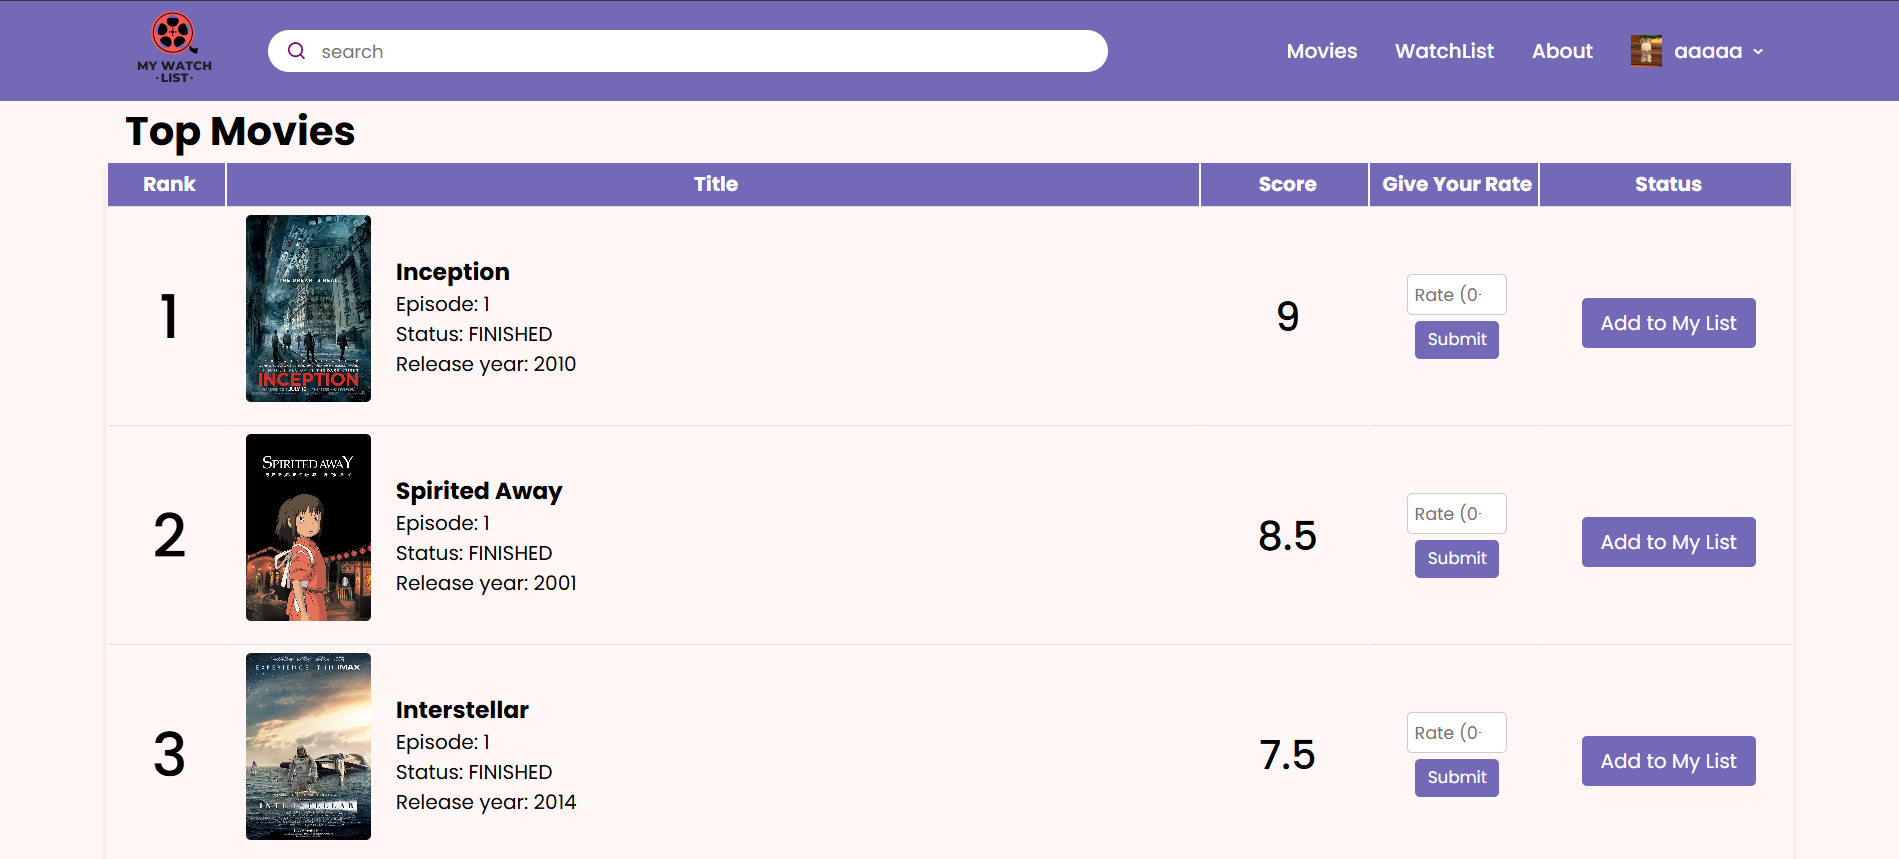 MY WATCH
·LIST·
search
Movies
WatchList
About
aaaaa
Top Movies
Rank
Title
Score
Give Your Rate
Status
1
THE DREAM IS REAL.
INCEPTION
Inception
Episode: 1
Status: FINISHED
Release year: 2010
9
Rate (0-
Submit
Add to My List
2
SPIRITED AWAY
Spirited Away
Episode: 1
Status: FINISHED
Release year: 2001
8.5
Rate (0-
Submit
Add to My List
3
EXPERIENCE IT IN IMAX
INTERSTELLAR
Interstellar
Episode: 1
Status: FINISHED
Release year: 2014
7.5
Rate (0-
Submit
Add to My List